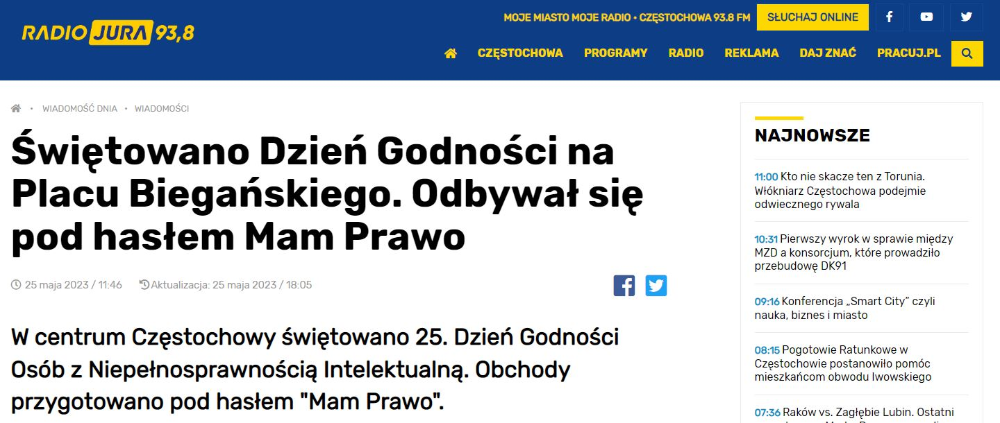 RADIO JURA 93,8
MOJE MIASTO MOJE RADIO • CZĘSTOCHOWA 93.8 FM
SŁUCHAJ ONLINE
CZĘSTOCHOWA PROGRAMY RADIO REKLAMA DAJ ZNAĆ PRACUJ.PL
• WIADOMOŚĆ DNIA • WIADOMOŚCI
Świętowano Dzień Godności na
Placu Biegańskiego. Odbywał się
pod hasłem Mam Prawo
25 maja 2023 / 11:46 Aktualizacja: 25 maja 2023 / 18:05
W centrum Częstochowy świętowano 25. Dzień Godności
Osób z Niepełnosprawnością Intelektualną. Obchody
przygotowano pod hasłem "Mam Prawo".
NAJNOWSZE
11:00 Kto nie skacze ten z Torunia.
Włókniarz Częstochowa podejmie
odwiecznego rywala
10:31 Pierwszy wyrok w sprawie między
MZD a konsorcjum, które prowadziło
przebudowę DK91
09:16 Konferencja „Smart City” czyli
nauka, biznes i miasto
08:15 Pogotowie Ratunkowe w
Częstochowie postanowiło pomóc
mieszkańcom obwodu lwowskiego
07:36 Raków vs. Zagłębie Lubin. Ostatni